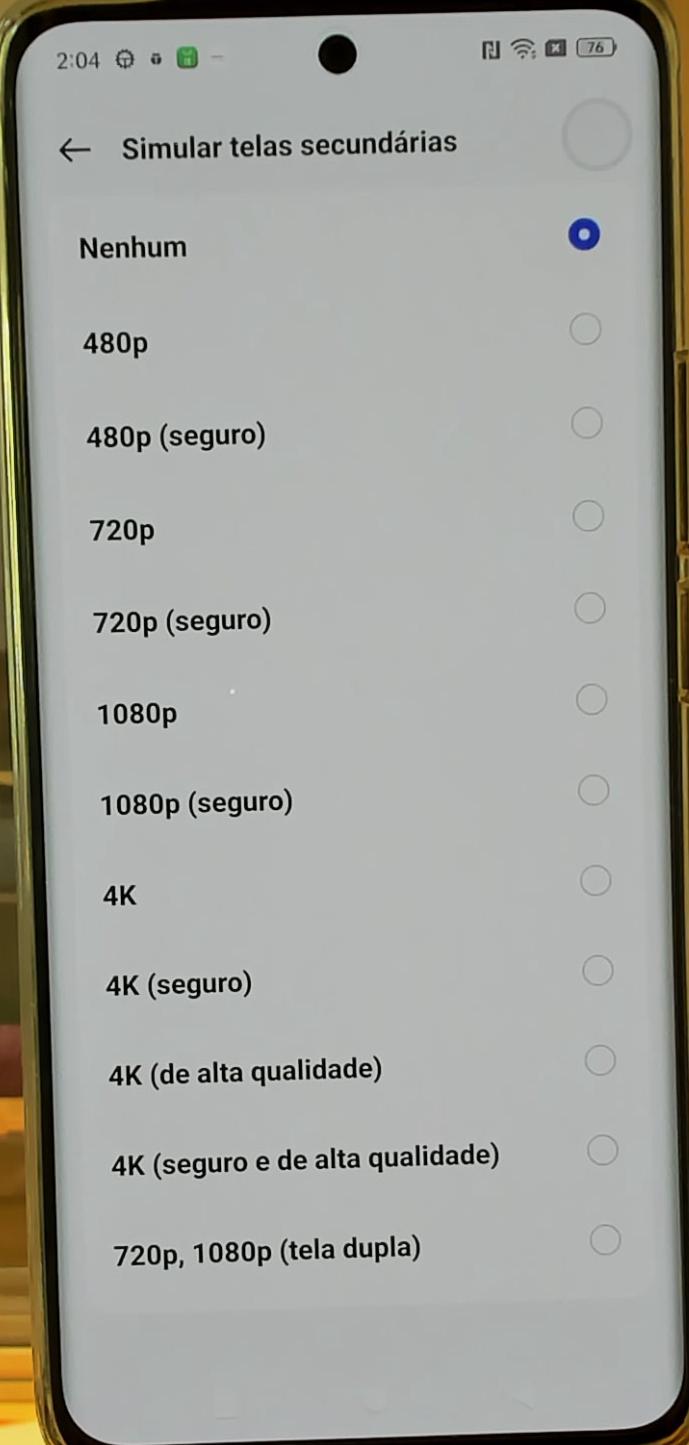 2:04
76
Simular telas secundárias
Nenhum
480p
480p (seguro)
720p
720p (seguro)
1080p
1080p (seguro)
4K
4K (seguro)
4K (de alta qualidade)
4K (seguro e de alta qualidade)
720p, 1080p (tela dupla)